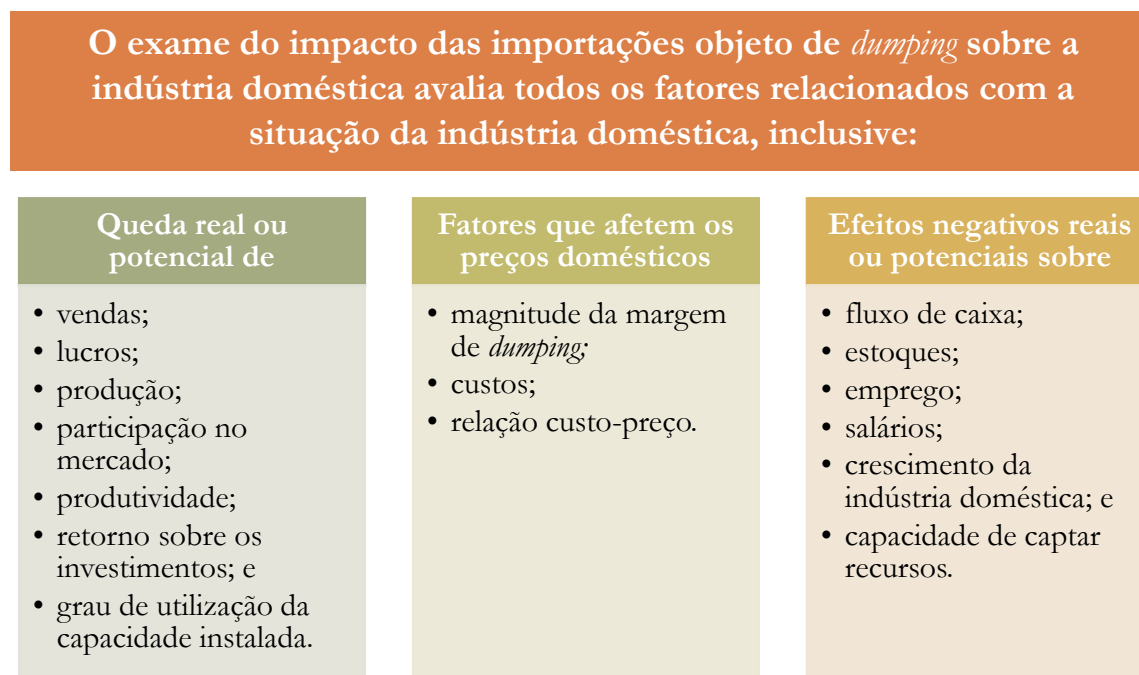 O exame do impacto das importações objeto de dumping sobre a
indústria doméstica avalia todos os fatores relacionados com a
situação da indústria doméstica, inclusive:
Queda real ou
potencial de
• vendas;
• lucros;
• produção;
• participação no
mercado;
• produtividade;
• retorno sobre os
investimentos; e
• grau de utilização da
capacidade instalada.
Fatores que afetem os
preços domésticos
• magnitude da margem
de dumping;
• custos;
• relação custo-preço.
Efeitos negativos reais
ou potenciais sobre
• fluxo de caixa;
• estoques;
• emprego;
• salários;
• crescimento da
indústria doméstica; e
• capacidade de captar
recursos.